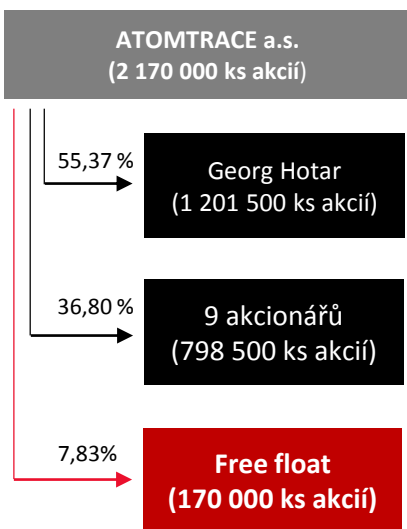 ATOMTRACE a.s.
(2 170 000 ks akcií)
55,37 %
Georg Hotar
(1 201 500 ks akcií)
36,80 %
9 akcionářů
(798 500 ks akcií)
7,83%
Free float
(170 000 ks akcií)